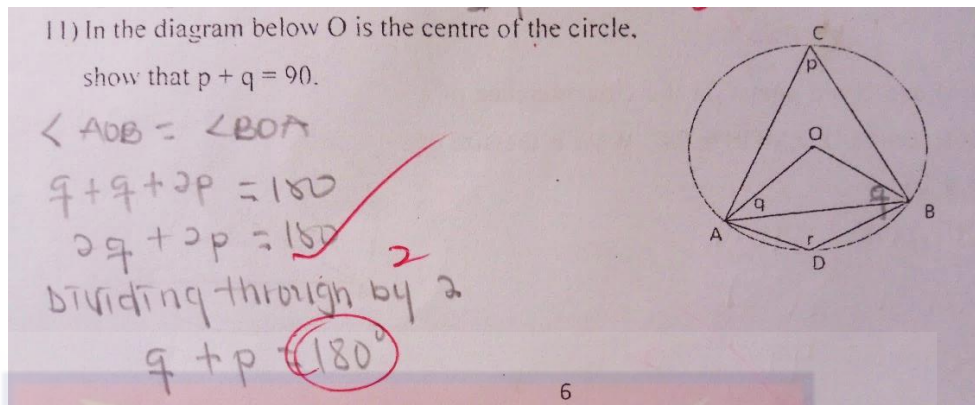 11) In the diagram below O is the centre of the circle,
show that p + q = 90.
< AOB = <BOA
q + q + 2p = 180
2q + 2p = 180
2
Dividing through by 2
q + p = 180°
C
p
O
q
q
B
A
r
D
6